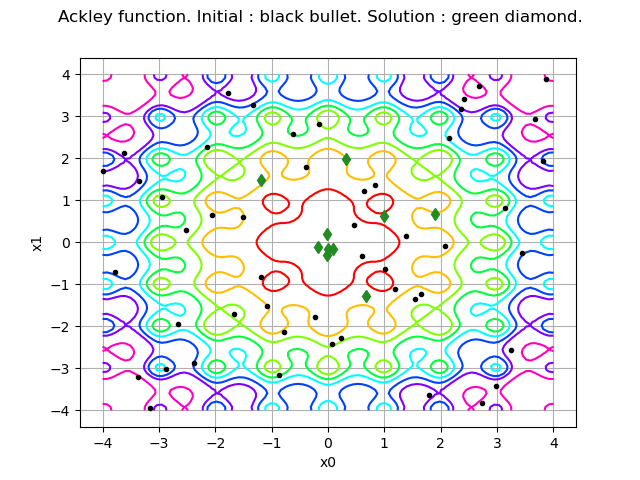 Ackley function. Initial : black bullet. Solution : green diamond.
4
3
2
1
0
−1
−2
−3
−4
x1
−4 −3 −2 −1 0 1 2 3 4
x0